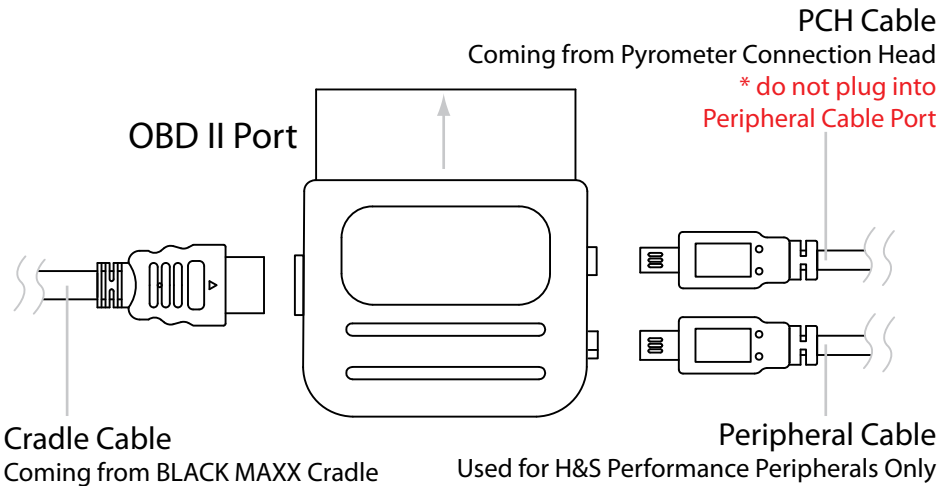 PCH Cable
Coming from Pyrometer Connection Head
* do not plug into
Peripheral Cable Port
OBD II Port
Cradle Cable
Coming from BLACK MAXX Cradle
Peripheral Cable
Used for H&S Performance Peripherals Only